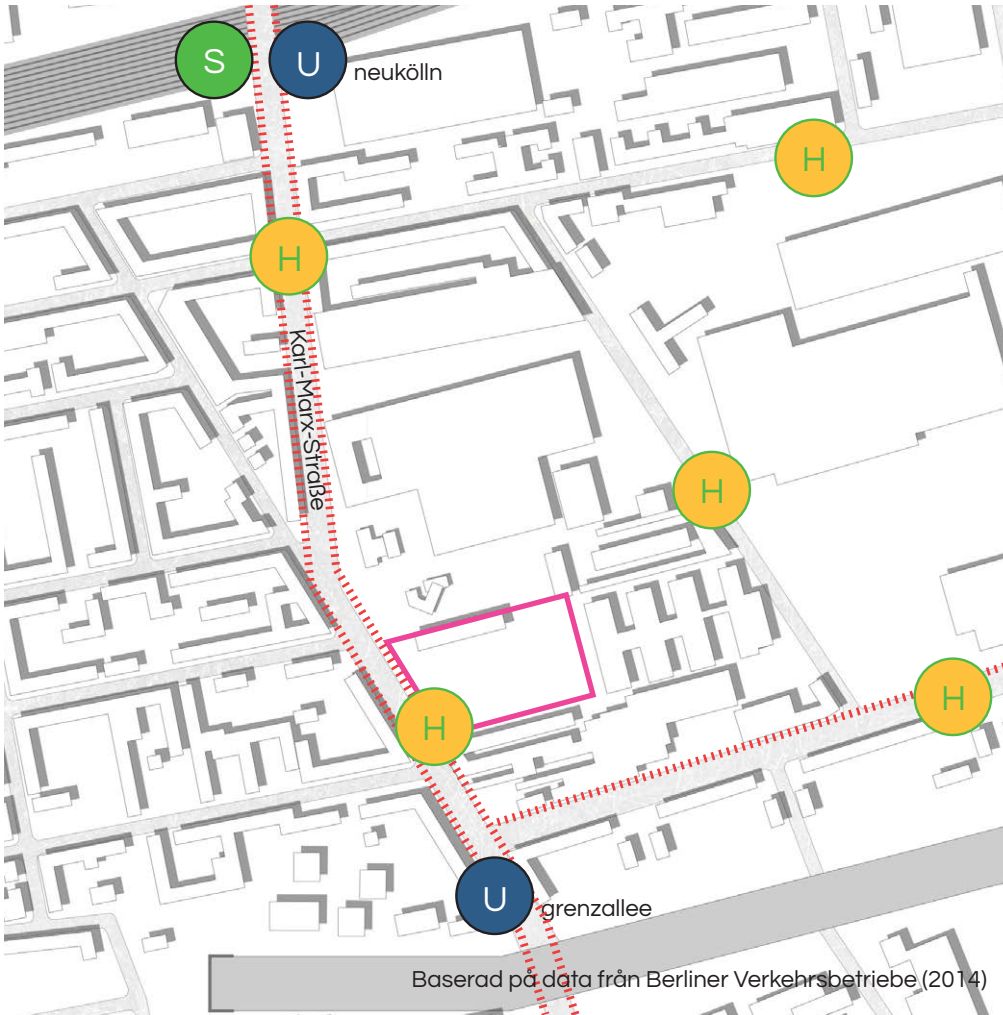 S
U
neukölln
H
H
Karl-Marx-Straße
H
H
H
U
grenzallee
Baserad på data från Berliner Verkehrsbetriebe (2014)